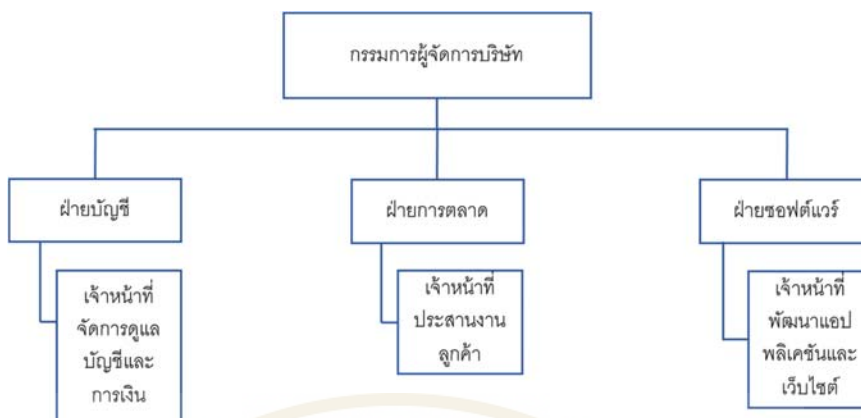 กรรมการผู้จัดการบริษัท
ฝ่ายบัญชี
ฝ่ายการตลาด
ฝ่ายซอฟต์แวร์
เจ้าหน้าที่
จัดการดูแล
บัญชีและ
การเงิน
เจ้าหน้าที่
ประสานงาน
ลูกค้า
เจ้าหน้าที่
พัฒนาแอป
พลิเคชันและ
เว็บไซต์